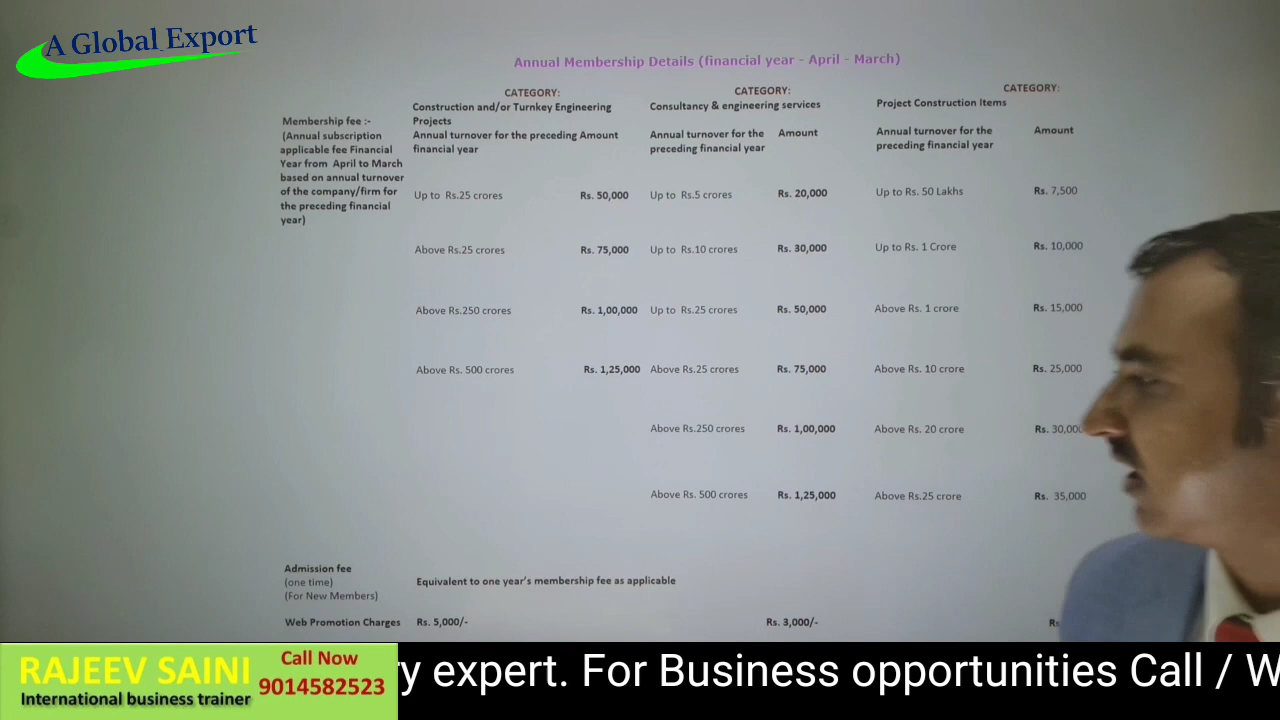 A Global Export
Annual Membership Details (financial year - April - March)
CATEGORY: CATEGORY: CATEGORY:
Construction and/or Turnkey Engineering Projects Consultancy & engineering services Project Construction Items
Membership fee :-
(Annual subscription
applicable fee Financial
Year from April to March
based on annual turnover
of the company/firm for
the preceding financial
year)
Annual turnover for the preceding financial year Amount Annual turnover for the preceding financial year Amount Annual turnover for the preceding financial year Amount
Up to Rs.25 crores Rs. 50,000 Up to Rs.5 crores Rs. 20,000 Up to Rs. 50 Lakhs Rs. 7,500
Above Rs.25 crores Rs. 75,000 Up to Rs.10 crores Rs. 30,000 Up to Rs. 1 Crore Rs. 10,000
Above Rs.250 crores Rs. 1,00,000 Up to Rs.25 crores Rs. 50,000 Above Rs. 1 crore Rs. 15,000
Above Rs. 500 crores Rs. 1,25,000 Above Rs.25 crores Rs. 75,000 Above Rs. 10 crore Rs. 25,000
Above Rs.250 crores Rs. 1,00,000 Above Rs. 20 crore Rs. 30,000
Above Rs. 500 crores Rs. 1,25,000 Above Rs.25 crore Rs. 35,000
Admission fee
(one time) Equivalent to one year's membership fee as applicable
(For New Members)
Web Promotion Charges Rs. 5,000/- Rs. 3,000/- Rs
RAJEEV SAINI
International business trainer
Call Now
9014582523
y expert. For Business opportunities Call / W